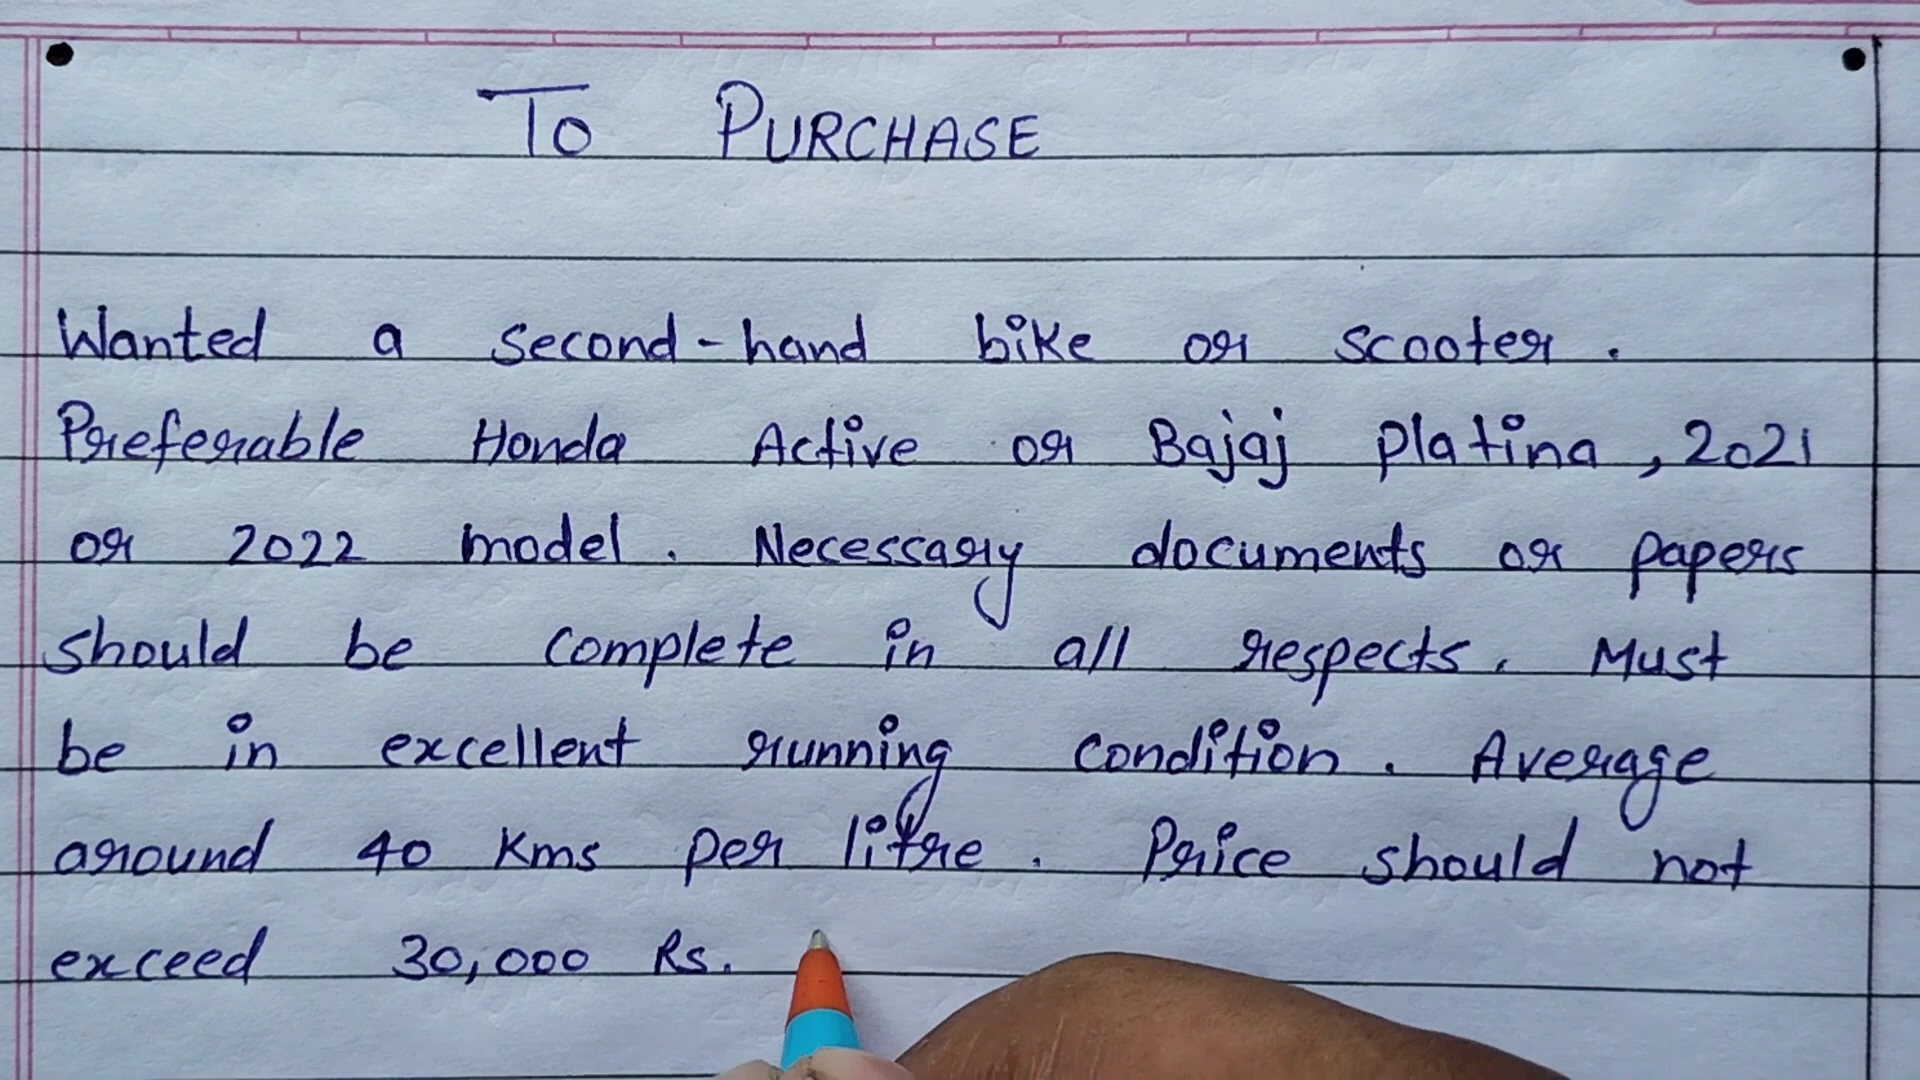 To PURCHASE
Wanted a second-hand bike or scooter.
Preferable Honda Active or Bajaj Platina, 2021
or 2022 model. Necessary documents or papers
should be complete in all respects. Must
be in excellent running condition. Average
around 40 Kms per litre. Price should not
exceed 30,000 Rs.